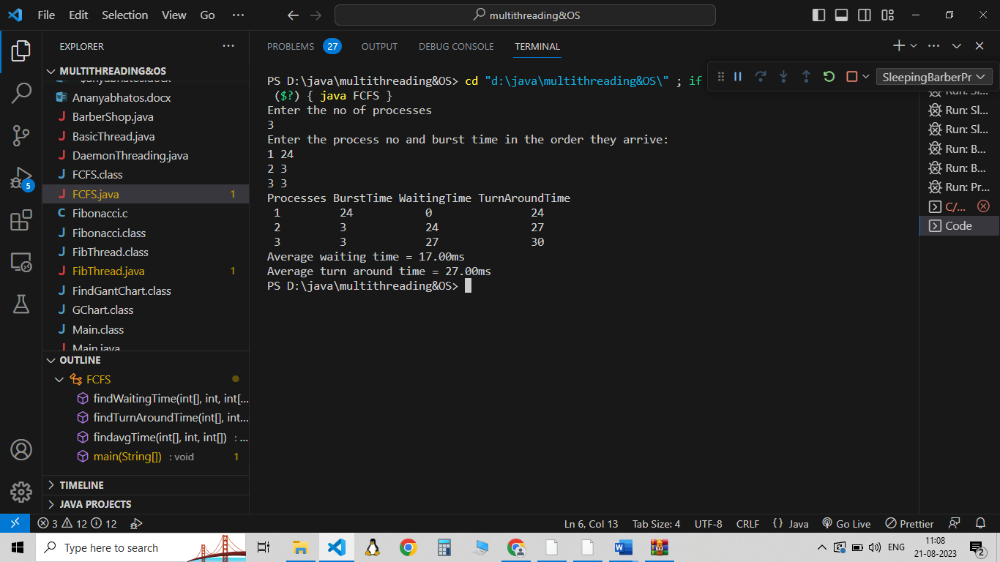 File Edit Selection View Go ···
multithreading&OS
EXPLORER ···
MULTITHREADING&OS
Ananyabhatos.docx
BarberShop.java
BasicThread.java
DaemonThreading.java
FCFS.class
FCFS.java 1
Fibonacci.c
Fibonacci.class
FibThread.class
FibThread.java 1
FindGantChart.class
GChart.class
Main.class
Main.java
OUTLINE
FCFS
findWaitingTime(int[], int, int[...
findTurnAroundTime(int[], int...
findavgTime(int[], int, int[]) : ...
main(String[]) : void 1
TIMELINE
JAVA PROJECTS
5
PROBLEMS 27 OUTPUT DEBUG CONSOLE TERMINAL
SleepingBarberPr
PS D:\java\multithreading&OS> cd "d:\java\multithreading&OS\" ; if
($?) { java FCFS }
Enter the no of processes
3
Enter the process no and burst time in the order they arrive:
1 24
2 3
3 3
Processes BurstTime WaitingTime TurnAroundTime
1 24 0 24
2 3 24 27
3 3 27 30
Average waiting time = 17.00ms
Average turn around time = 27.00ms
PS D:\java\multithreading&OS>
Run: Sl...
Run: Sl...
Run: Sl...
Run: B...
Run: B...
Run: Pr...
C/...
Code
3 12 12
Ln 6, Col 13 Tab Size: 4 UTF-8 CRLF {} Java Go Live Prettier
Type here to search
ENG
11:08
21-08-2023
2